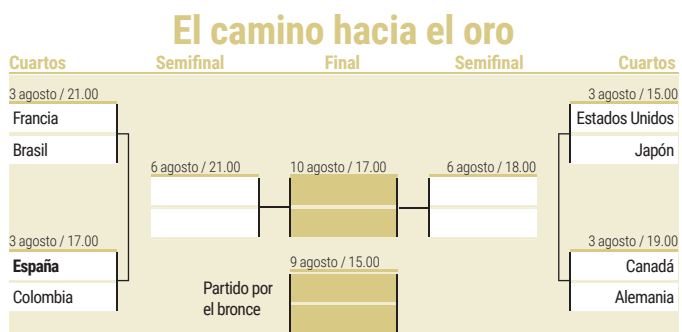 El camino hacia el oro
Cuartos Semifinal Final Semifinal Cuartos
3 agosto / 21.00
Francia
Brasil
3 agosto / 17.00
España
Colombia
6 agosto / 21.00
10 agosto / 17.00
9 agosto / 15.00
Partido por
el bronce
6 agosto / 18.00
3 agosto / 15.00
Estados Unidos
Japón
3 agosto / 19.00
Canadá
Alemania